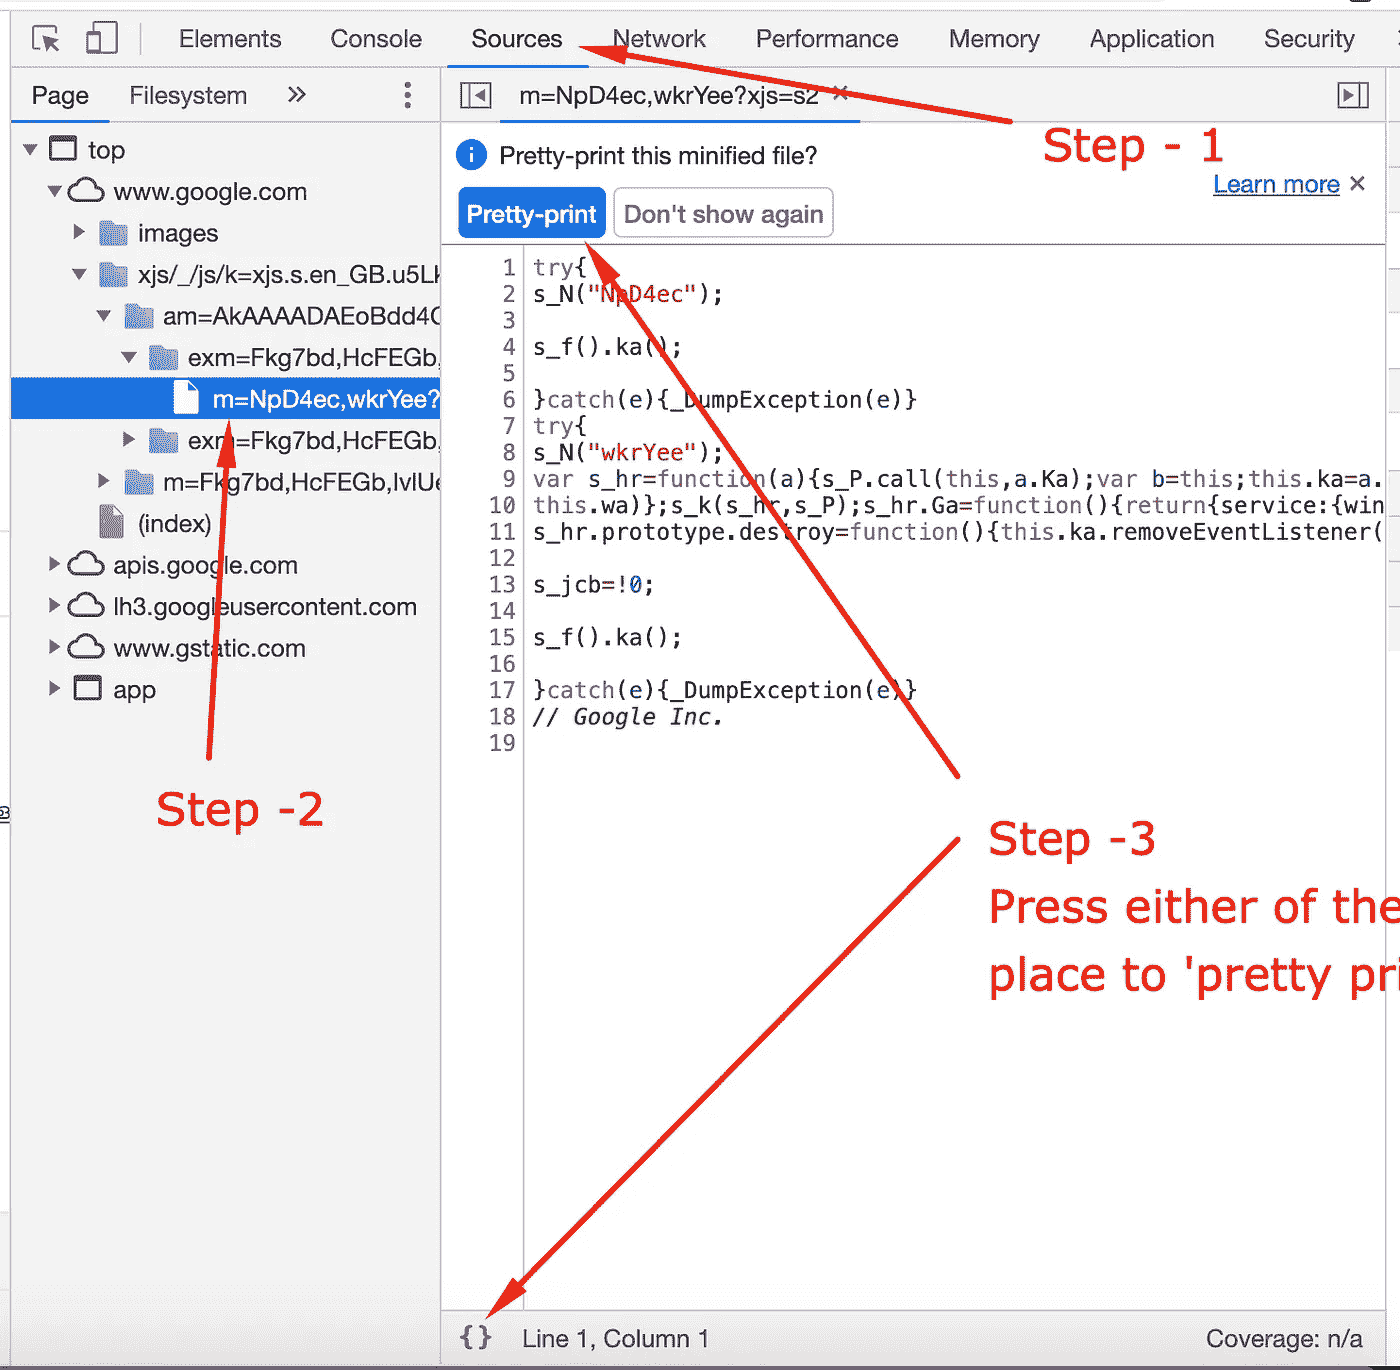 Elements Console Sources Network Performance Memory Application Security
Page Filesystem »
m=NpD4ec,wkrYee?xjs=s2 ×
Step - 1
top
Pretty-print this minified file?
Learn more ×
www.google.com
Pretty-print Don't show again
images
xjs/_/js/k=xjs.s.en_GB.u5Lk
am=AkAAAADAEoBdd4C
exm=Fkg7bd,HcFEGb,
m=NpD4ec,wkrYee?
exm=Fkg7bd,HcFEGb,
m=Fkg7bd,HcFEGb,IvlUe
(index)
apis.google.com
lh3.googleusercontent.com
www.gstatic.com
app
Step -2
1 try{
2 s_N("NpD4ec");
3
4 s_f().ka();
5
6 }catch(e){_DumpException(e)}
7 try{
8 s_N("wkrYee");
9 var s_hr=function(a){s_P.call(this,a.Ka);var b=this;this.ka=a.
10 this.wa)};s_k(s_hr,s_P);s_hr.Ga=function(){return{service:{win
11 s_hr.prototype.destroy=function(){this.ka.removeEventListener(
12
13 s_jcb=!0;
14
15 s_f().ka();
16
17 }catch(e){_DumpException(e)}
18 // Google Inc.
19
Step -3
Press either of the
place to 'pretty pri
{} Line 1, Column 1
Coverage: n/a